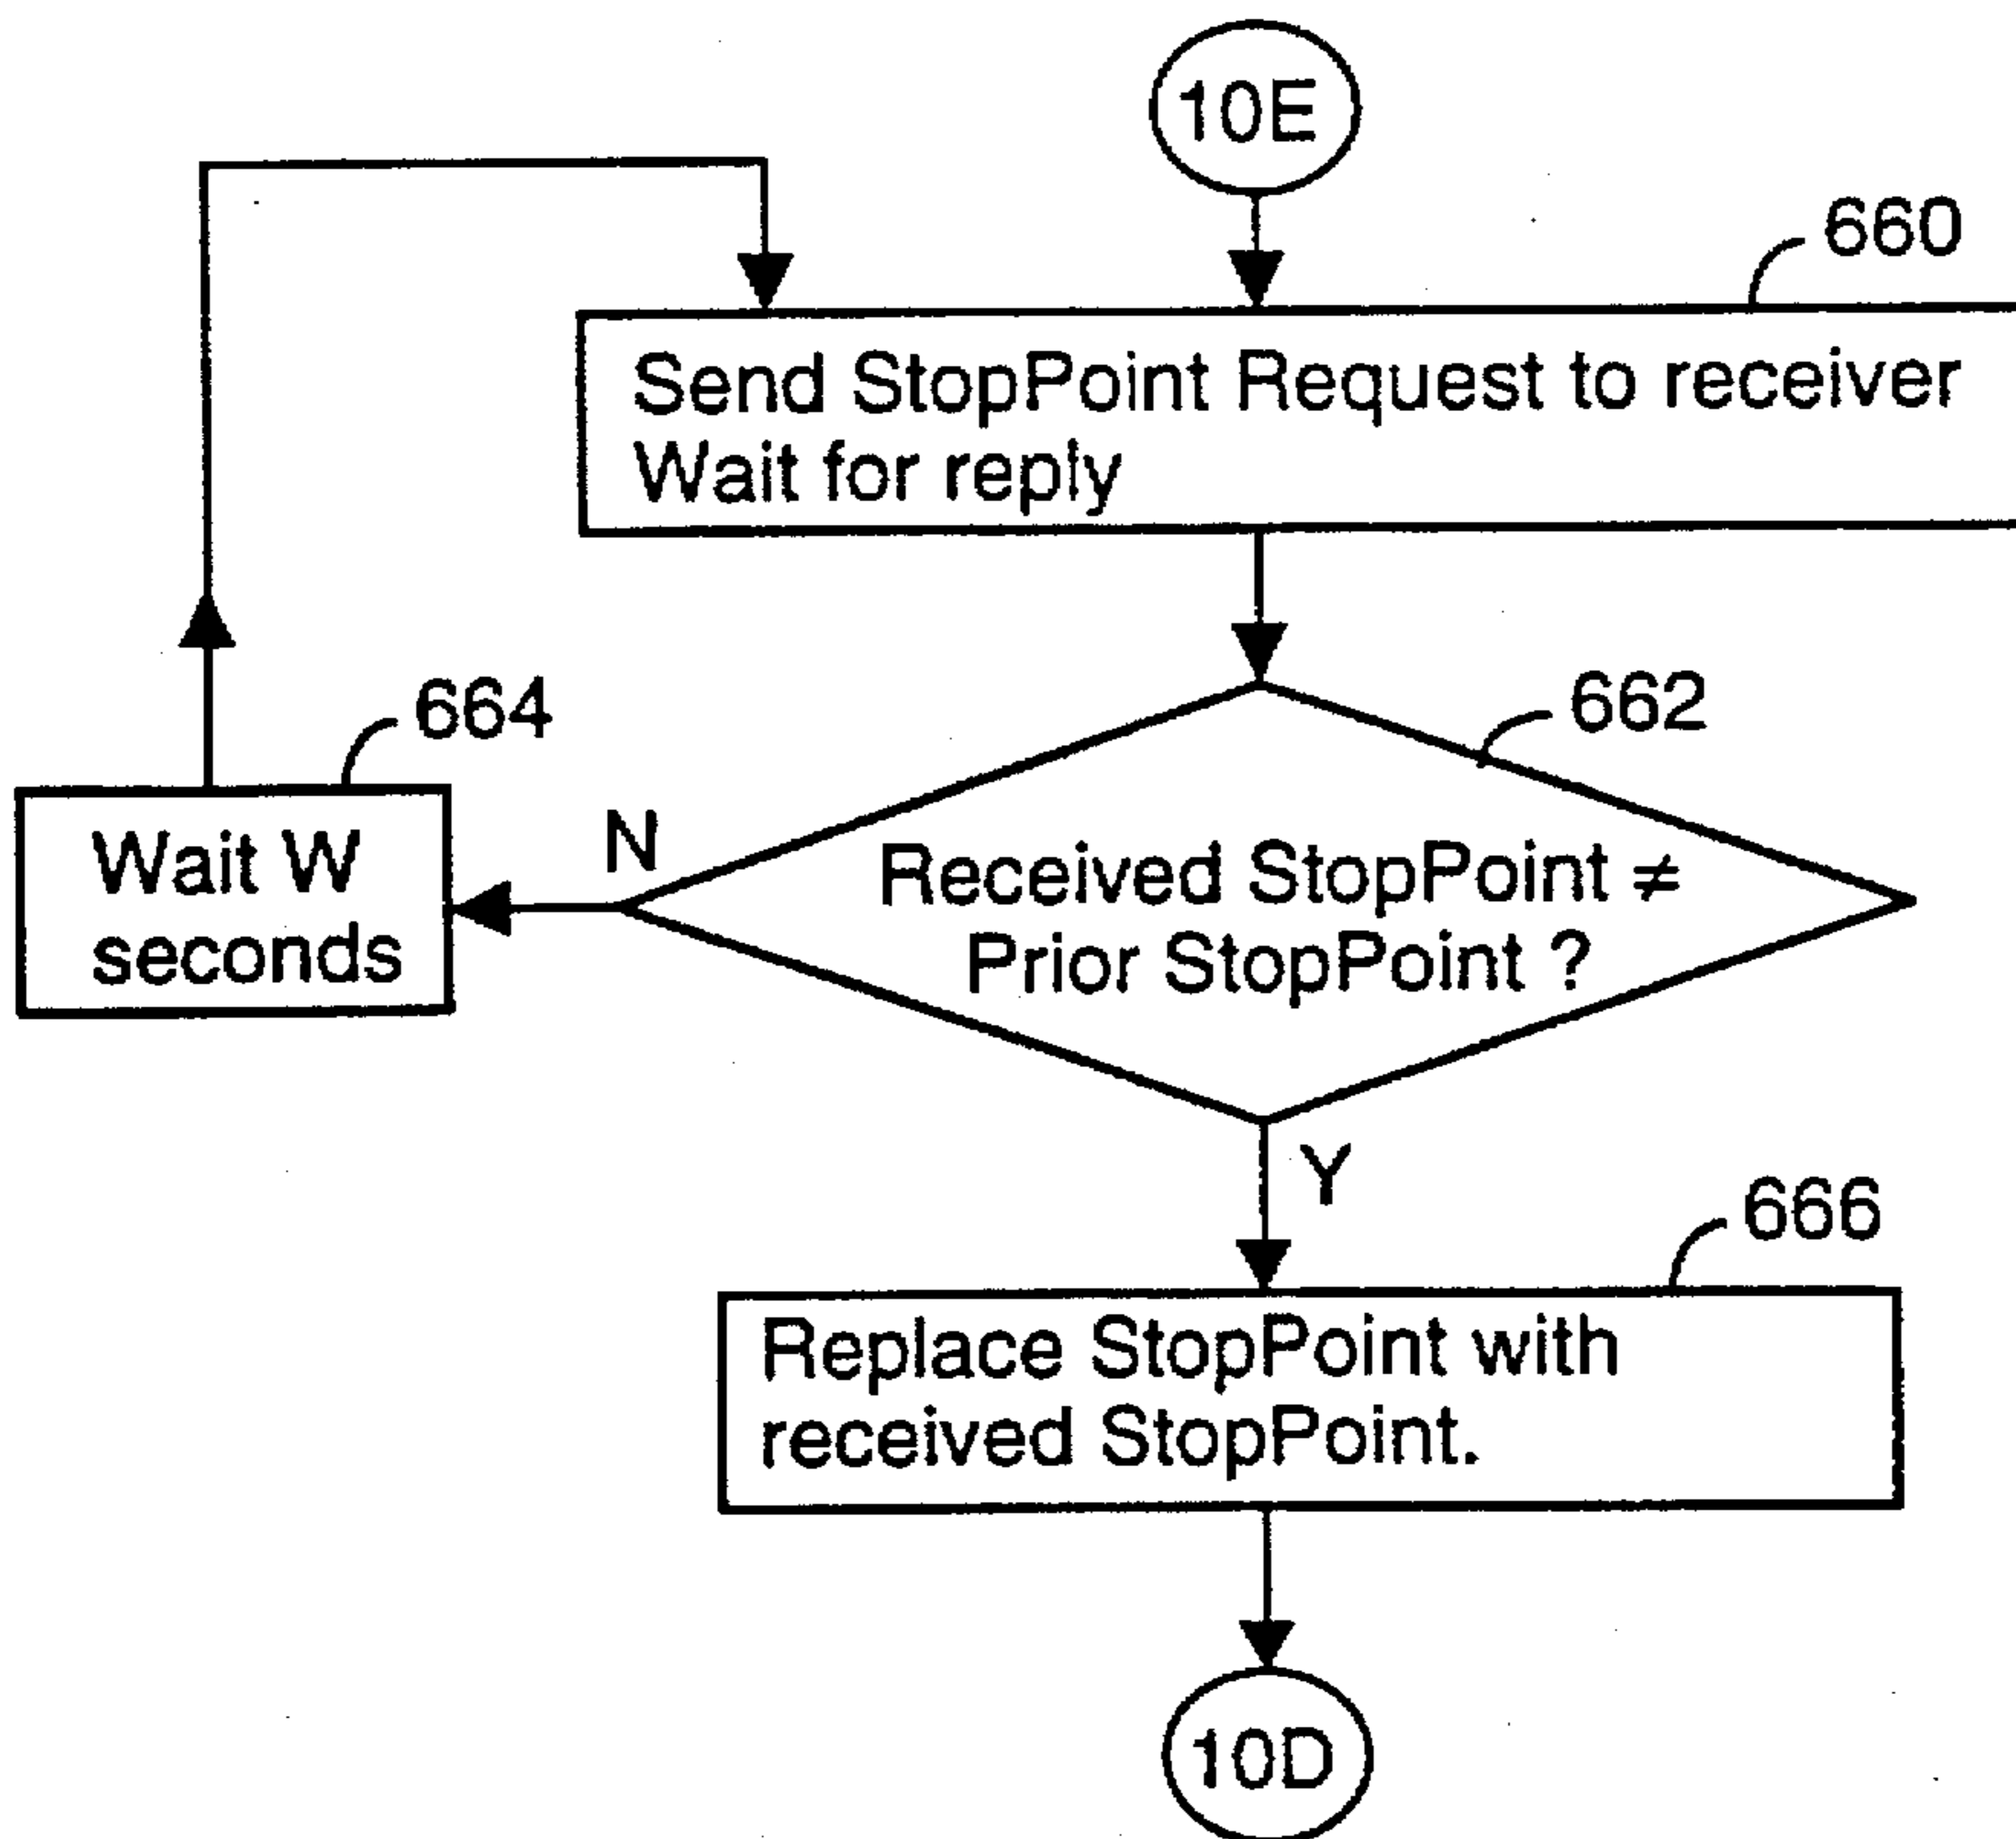 10E
660
Send StopPoint Request to receiver
Wait for reply
664
662
Wait W
seconds
N
Received StopPoint ≠
Prior StopPoint ?
Y
666
Replace StopPoint with
received StopPoint.
10D